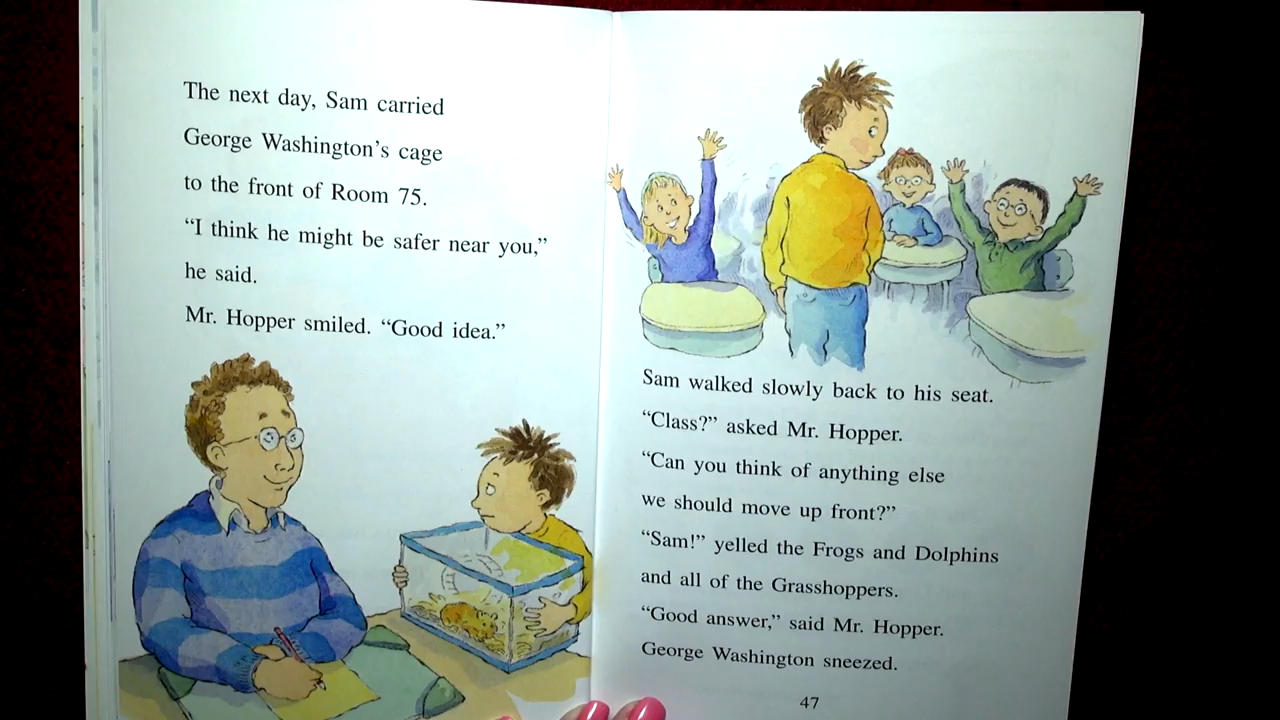 The next day, Sam carried
George Washington's cage
to the front of Room 75.
“I think he might be safer near you,”
he said.
Mr. Hopper smiled. “Good idea.”
Sam walked slowly back to his seat.
“Class?” asked Mr. Hopper.
“Can you think of anything else
we should move up front?”
“Sam!” yelled the Frogs and Dolphins
and all of the Grasshoppers.
“Good answer,” said Mr. Hopper.
George Washington sneezed.
47